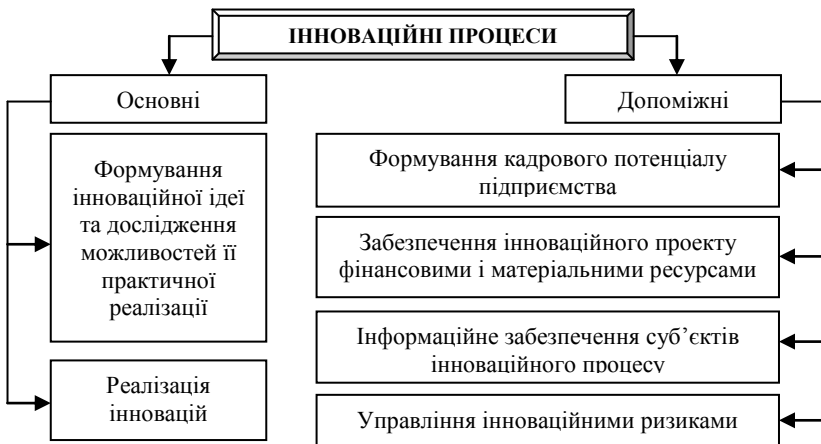 ІННОВАЦІЙНІ ПРОЦЕСИ
Основні
Допоміжні
Формування
інноваційної ідеї
та дослідження
можливостей її
практичної
реалізації
Реалізація
інновацій
Формування кадрового потенціалу
підприємства
Забезпечення інноваційного проекту
фінансовими і матеріальними ресурсами
Інформаційне забезпечення суб’єктів
інноваційного процесу
Управління інноваційними ризиками